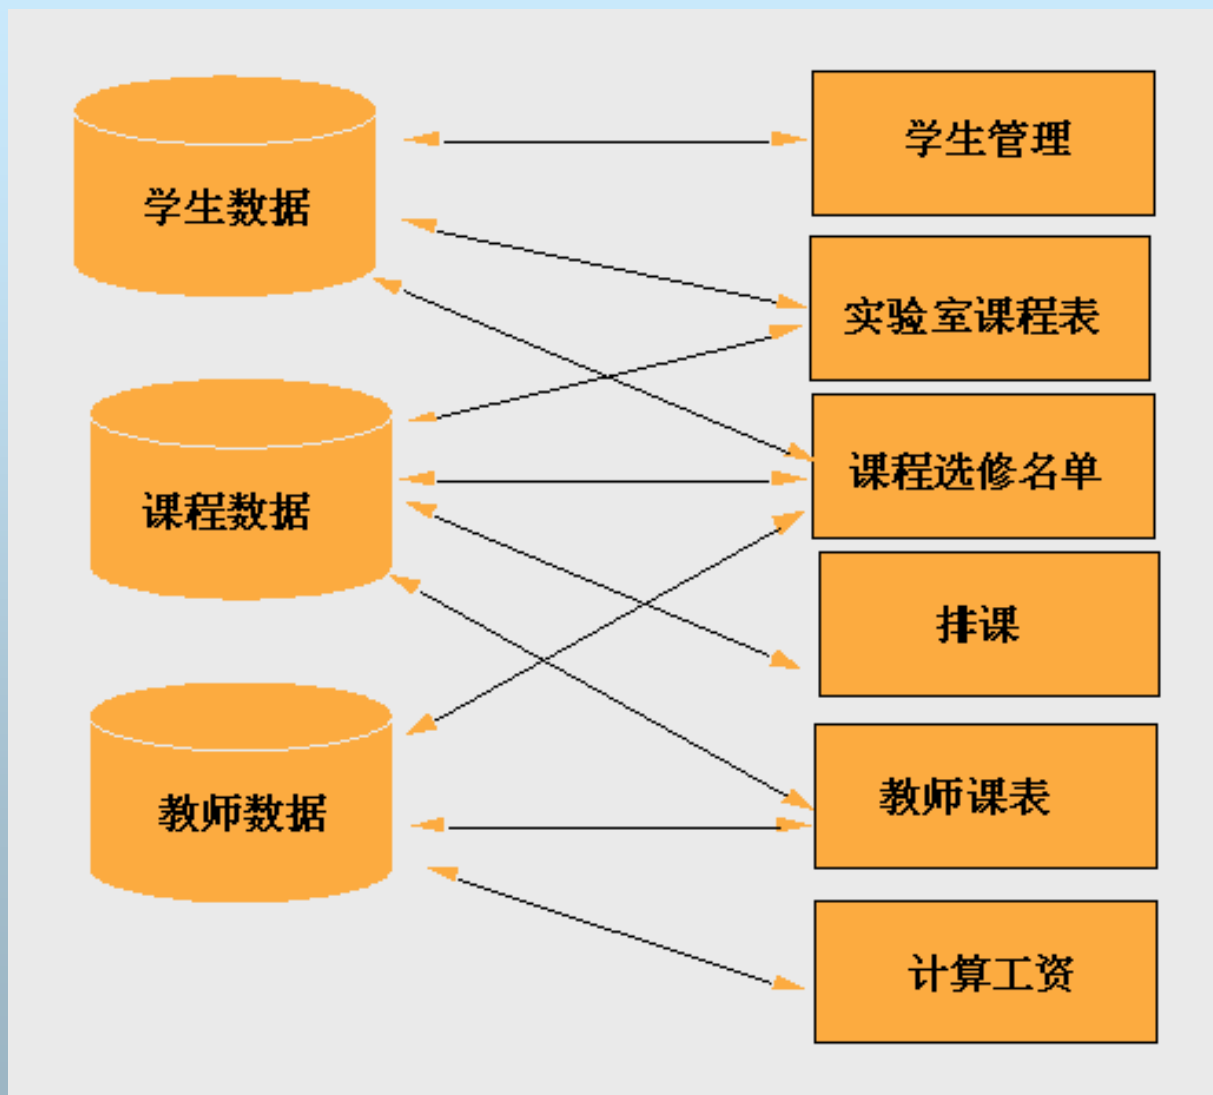 学生数据
课程数据
教师数据
学生管理
实验室课程表
课程选修名单
排课
教师课表
计算工资